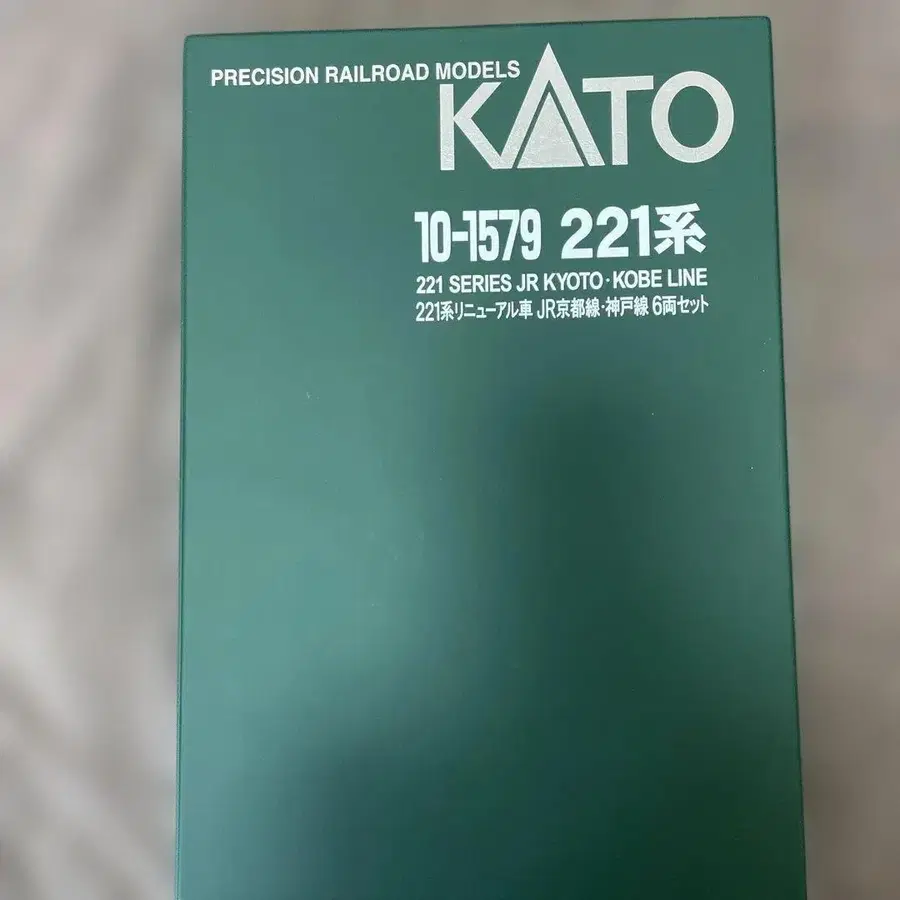 PRECISION RAILROAD MODELS
KATO
10-1579 221系
221 SERIES JR KYOTO・KOBE LINE
221系リニューアル車 JR京都線・神戸線 6両セット